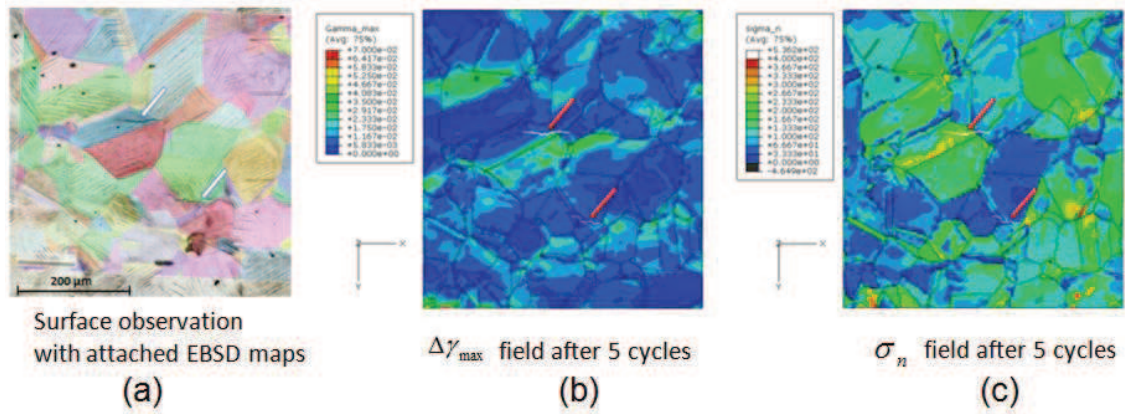 200 µm
Surface observation
with attached EBSD maps
(a)
Gamma_max
(Avg: 75%)
+7.000e-02
+6.417e-02
+5.833e-02
+5.250e-02
+4.667e-02
+4.083e-02
+3.500e-02
+2.917e-02
+2.333e-02
+1.750e-02
+1.167e-02
+5.833e-03
+0.000e+00
Z X
Y
Δγmax field after 5 cycles
(b)
sigma_n
(Avg: 75%)
+5.362e+02
+4.000e+02
+3.667e+02
+3.333e+02
+3.000e+02
+2.667e+02
+2.333e+02
+2.000e+02
+1.667e+02
+1.333e+02
+1.000e+02
+6.667e+01
+3.333e+01
+0.000e+00
-4.649e+02
Z X
Y
σn field after 5 cycles
(c)